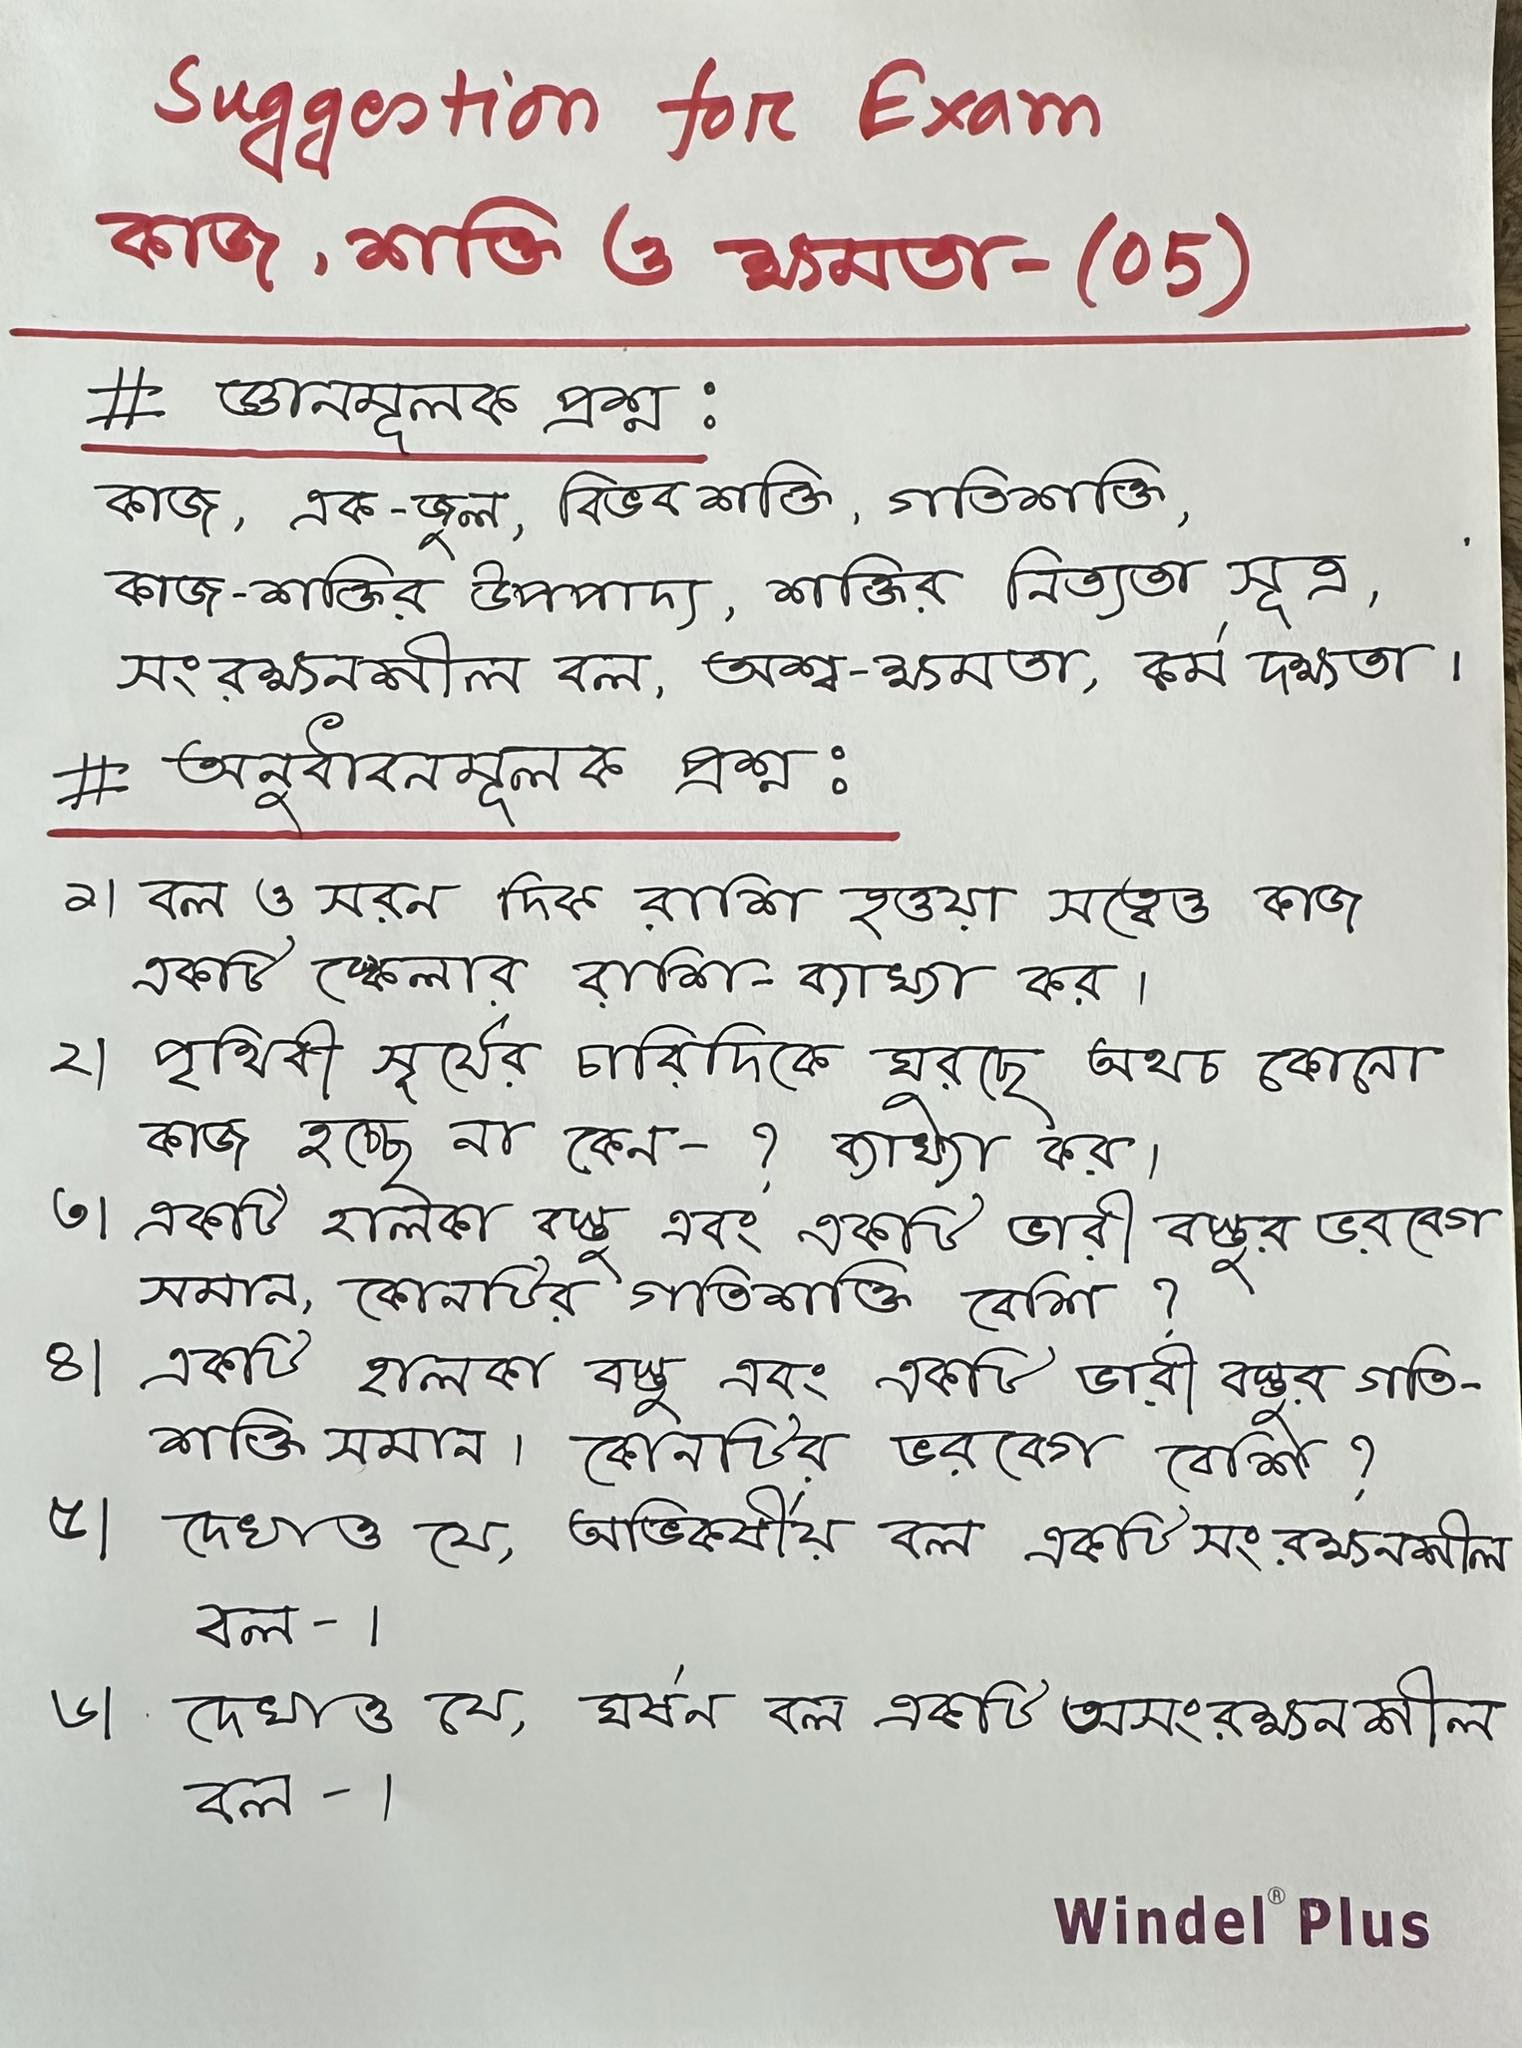 Suggestion for Exam
কাজ, শক্তি ও ক্ষমতা-(05)
# জ্ঞানমূলক প্রশ্ন :
কাজ, এক-জুল, বিভব শক্তি, গতিশক্তি,
কাজ-শক্তির উপপাদ্য, শক্তির নিত্যতা সূত্র,
সংরক্ষনশীল বল, অশ্ব-ক্ষমতা, কর্ম দক্ষতা।
# অনুধাবনমূলক প্রশ্ন :
১। বল ও সরন দিক রাশি হওয়া সত্বেও কাজ
একটি স্কেলার রাশি-ব্যাখ্যা কর।
২। পৃথিবী সূর্যের চারিদিকে ঘুরছে অথচ কোনো
কাজ হচ্ছে না কেন-? ব্যাখ্যা কর।
৩। একটি হালকা বস্তু এবং একটি ভারী বস্তুর ভরবেগ
সমান, কোনটির গতিশক্তি বেশি ?
৪। একটি হালকা বস্তু এবং একটি ভারী বস্তুর গতি-
শক্তি সমান। কোনটির ভরবেগ বেশি ?
৫। দেখাও যে, অভিকর্ষীয় বল একটি সংরক্ষনশীল
বল-।
৬। দেখাও যে, ঘর্ষন বল একটি অসংরক্ষনশীল
বল-।
Windel® Plus